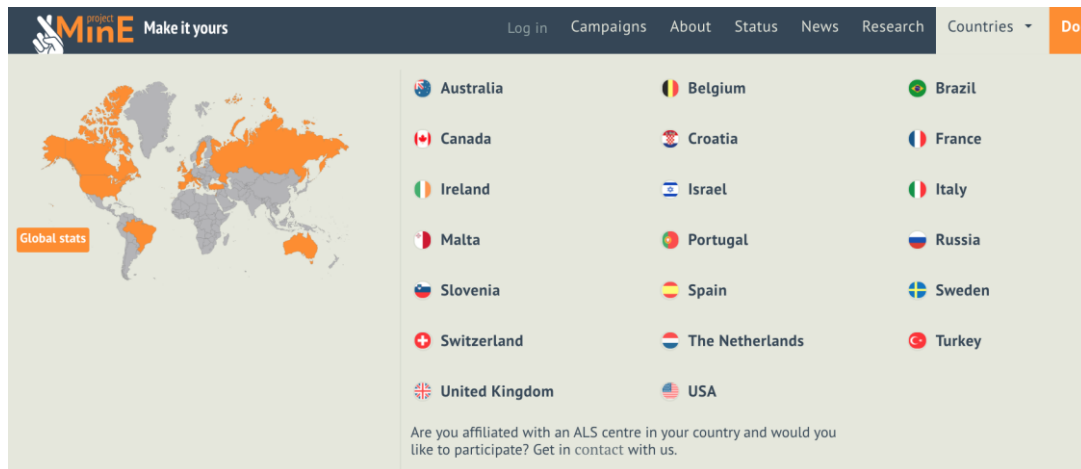 project
MinE Make it yours
Log in Campaigns About Status News Research Countries Do
Australia Belgium Brazil
Canada Croatia France
Ireland Israel Italy
Global stats
Malta Portugal Russia
Slovenia Spain Sweden
Switzerland The Netherlands Turkey
United Kingdom USA
Are you affiliated with an ALS centre in your country and would you
like to participate? Get in contact with us.